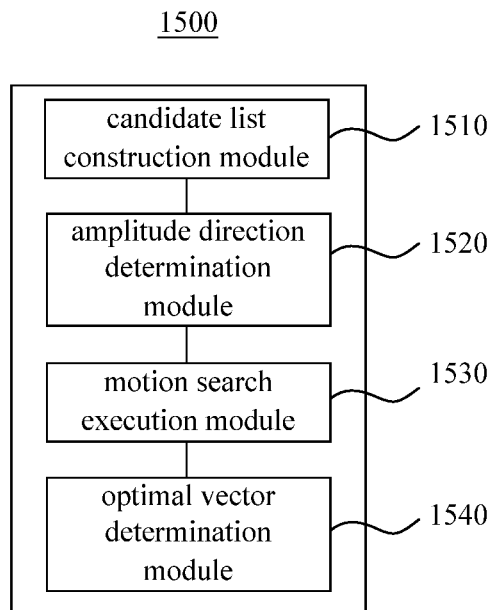 1500
candidate list
construction module
1510
amplitude direction
determination
module
1520
motion search
execution module
1530
optimal vector
determination
module
1540